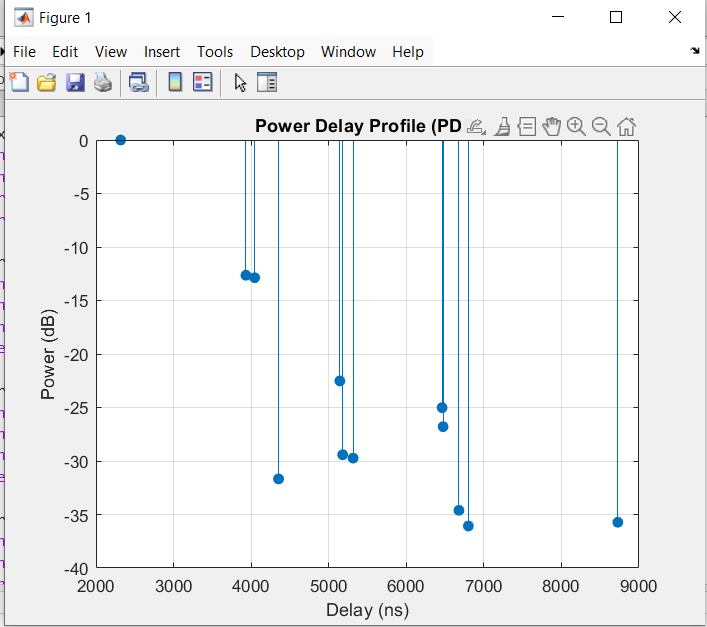 Figure 1
File Edit View Insert Tools Desktop Window Help
Power Delay Profile (PD
0
-5
-10
-15
-20
-25
-30
-35
-40
Power (dB)
2000 3000 4000 5000 6000 7000 8000 9000
Delay (ns)